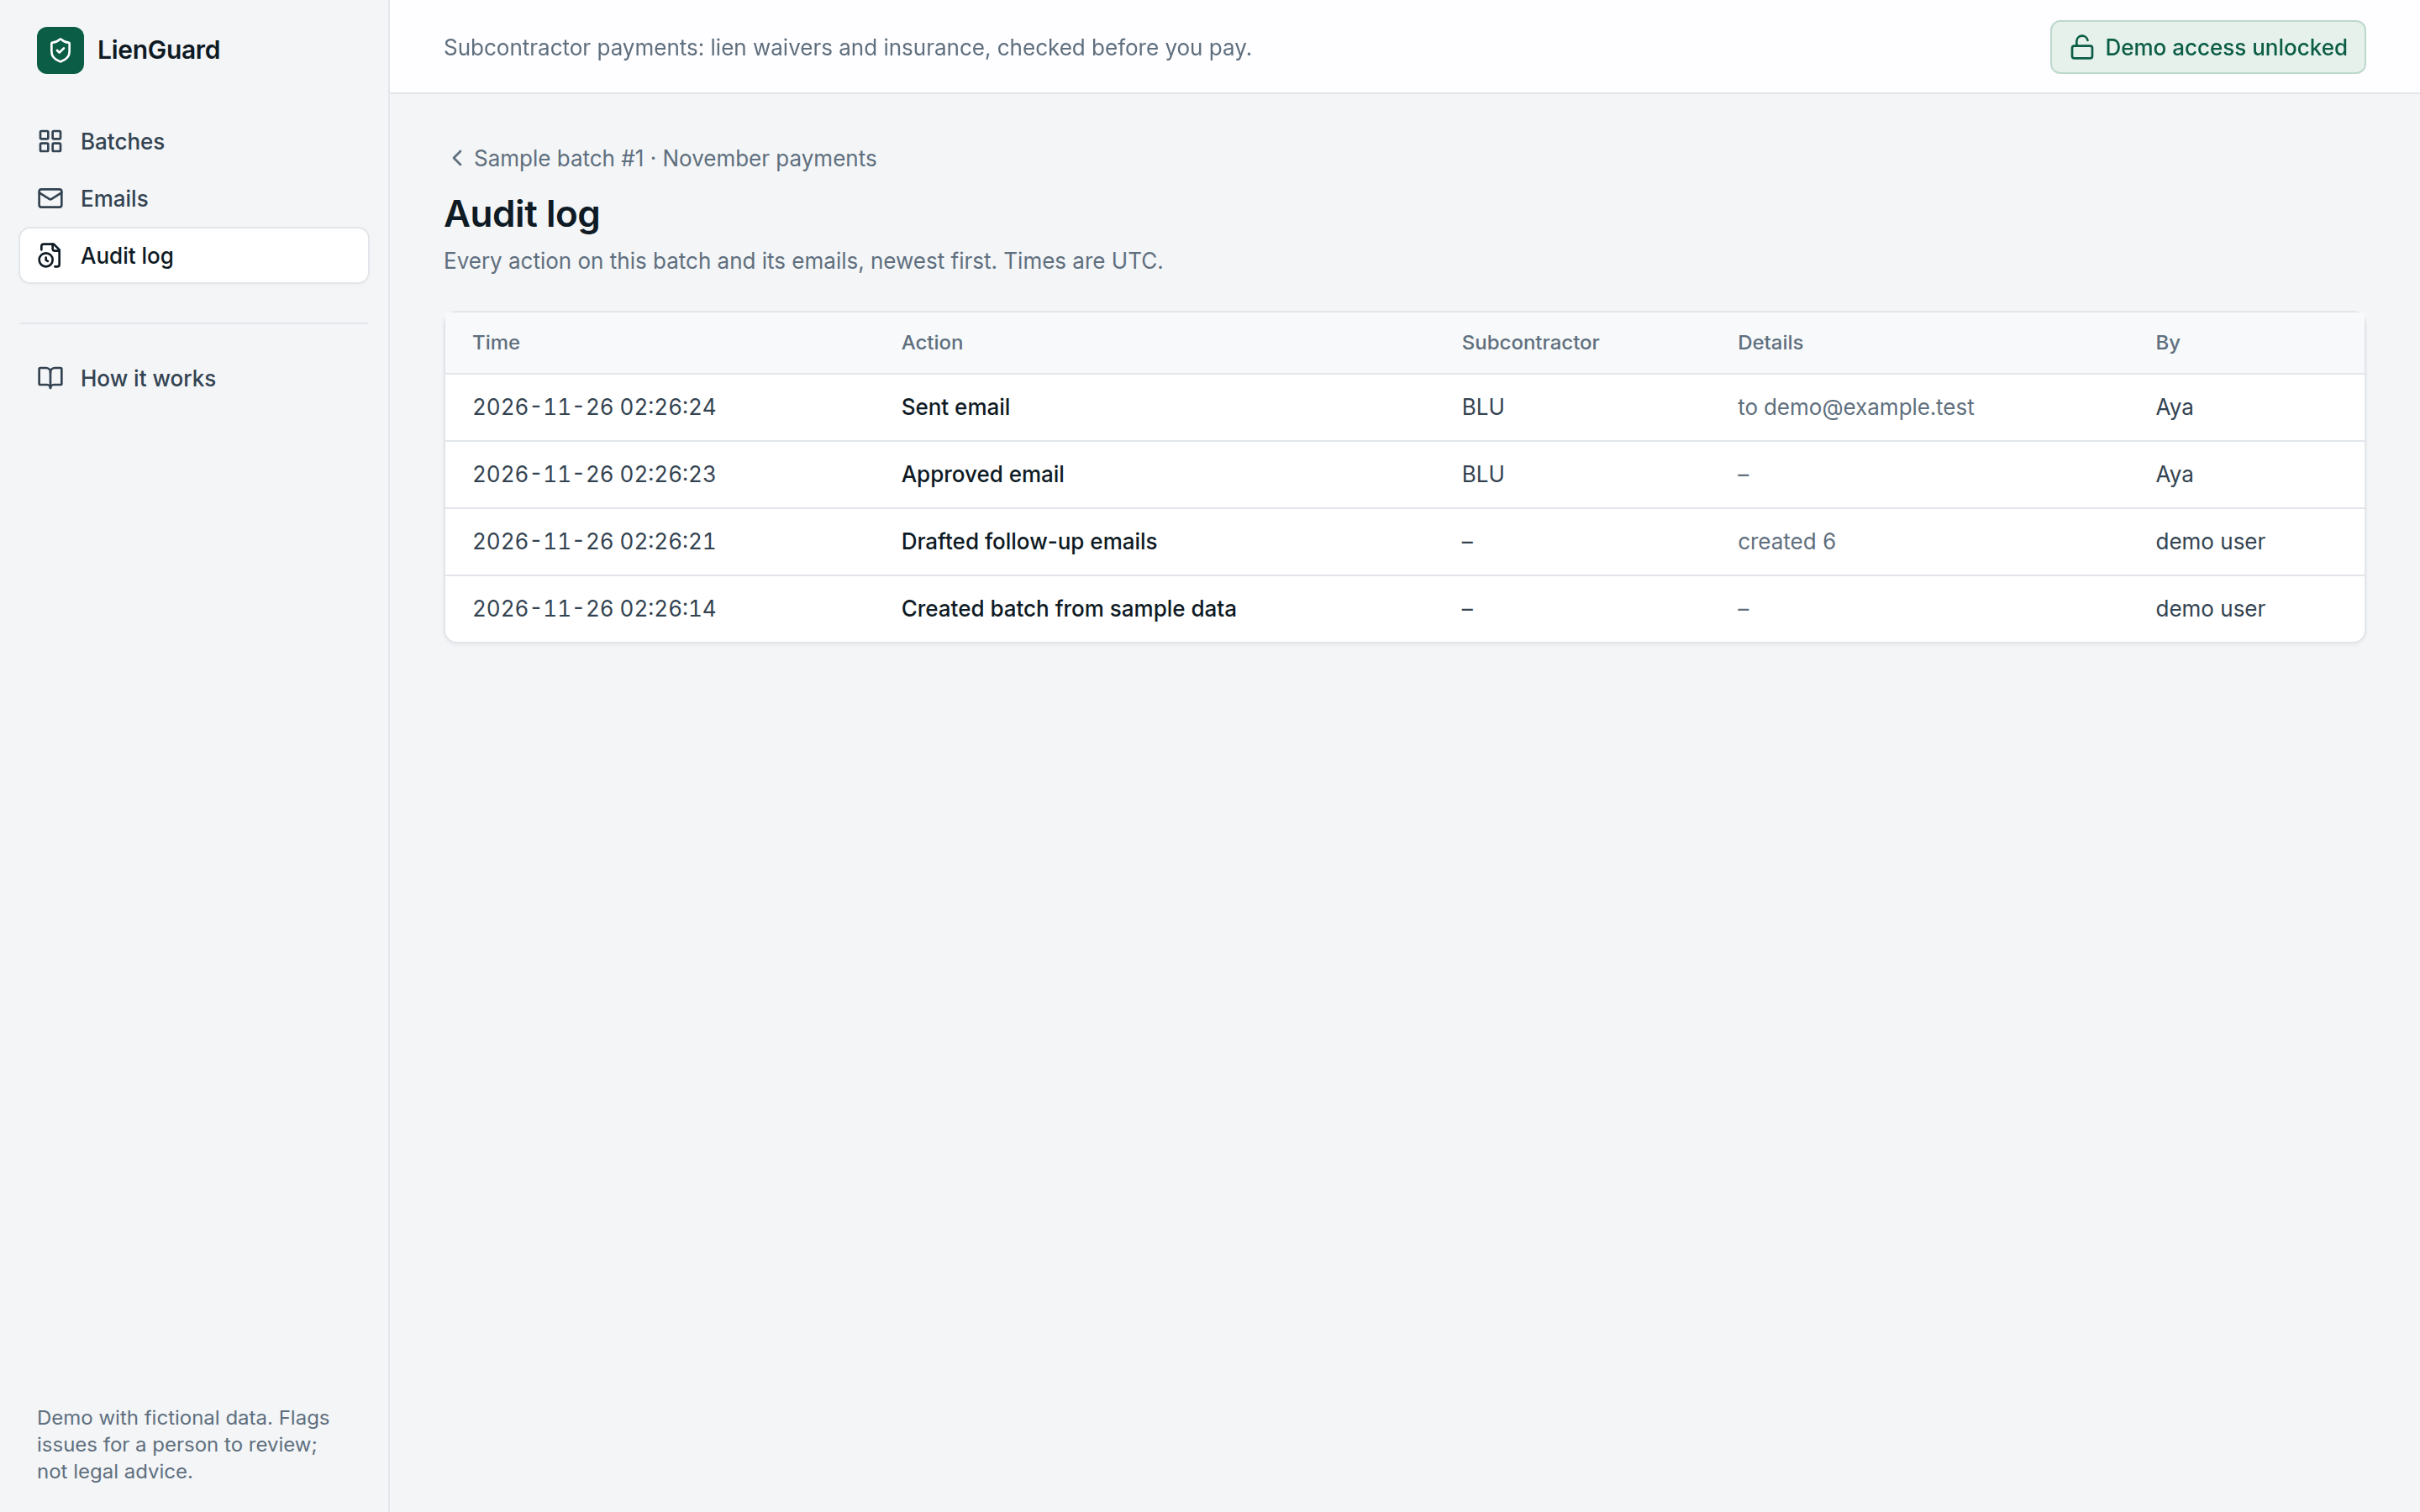 LienGuard
Batches
Emails
Audit log
How it works
Demo with fictional data. Flags
issues for a person to review;
not legal advice.
Subcontractor payments: lien waivers and insurance, checked before you pay.
Demo access unlocked
Sample batch #1 · November payments
Audit log
Every action on this batch and its emails, newest first. Times are UTC.
Time Action Subcontractor Details By
2026-11-26 02:26:24 Sent email BLU to demo@example.test Aya
2026-11-26 02:26:23 Approved email BLU – Aya
2026-11-26 02:26:21 Drafted follow-up emails – created 6 demo user
2026-11-26 02:26:14 Created batch from sample data – – demo user